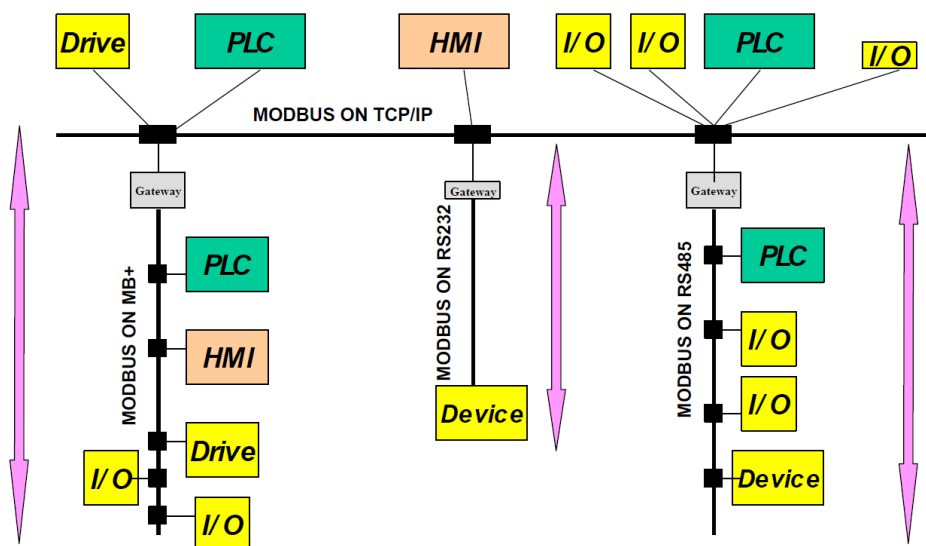 Drive
PLC
HMI
I/O
I/O
PLC
I/O
MODBUS ON TCP/IP
Gateway
Gateway
Gateway
MODBUS ON MB+
PLC
HMI
Drive
I/O
I/O
MODBUS ON RS232
Device
MODBUS ON RS485
PLC
I/O
I/O
Device